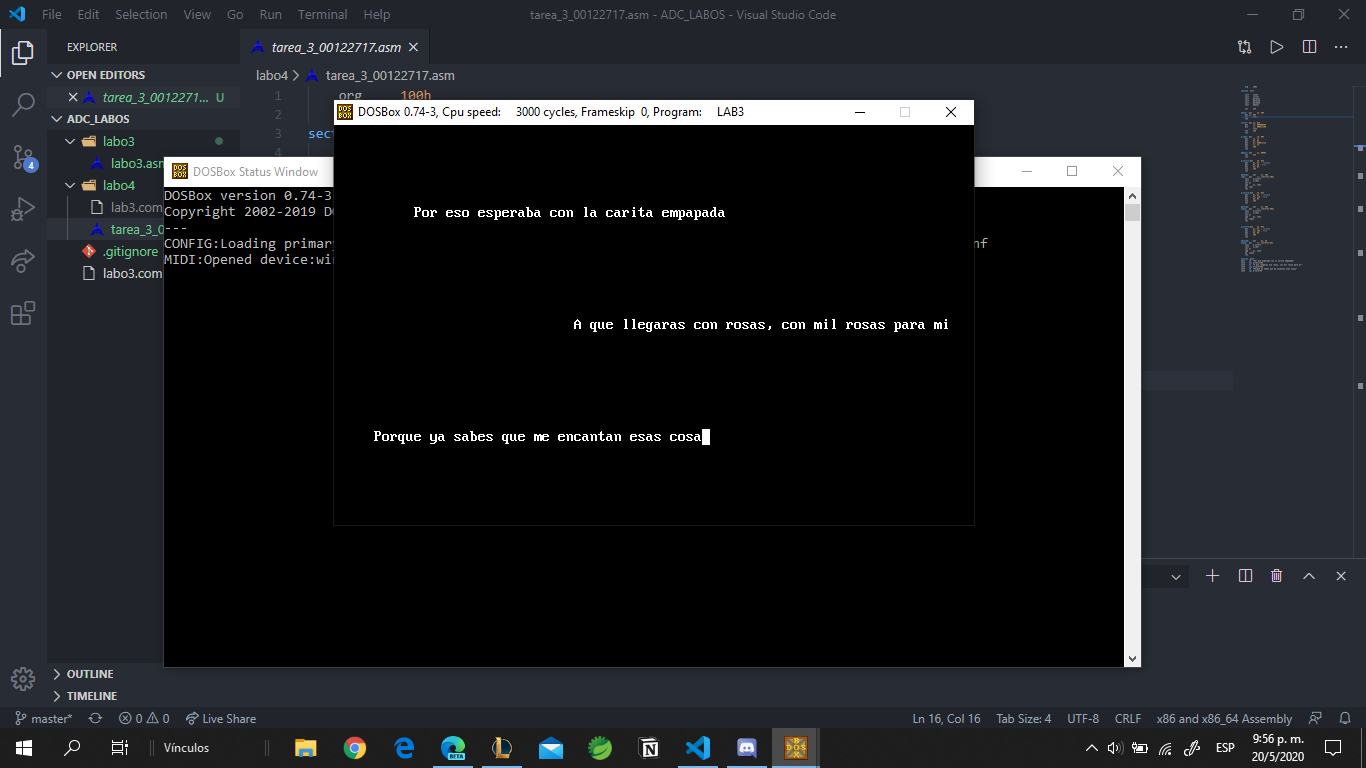 File Edit Selection View Go Run Terminal Help tarea_3_00122717.asm - ADC_LABOS - Visual Studio Code
EXPLORER
tarea_3_00122717.asm
OPEN EDITORS
tarea_3_0012271... U
ADC_LABOS
labo3
labo3.asm
labo4
lab3.com
tarea_3_0
.gitignore
labo3.com
labo4 > tarea_3_00122717.asm
1 org 100h
2
3 sect
4
DOSBox 0.74-3, Cpu speed: 3000 cycles, Frameskip 0, Program: LAB3
Por eso esperaba con la carita empapada
A que llegaras con rosas, con mil rosas para mi
Porque ya sabes que me encantan esas cosa
DOSBox Status Window
DOSBox version 0.74-3
Copyright 2002-2019 DO
---
CONFIG:Loading primary nf
MIDI:Opened device:wi
4
OUTLINE
TIMELINE
master* 0 0 Live Share Ln 16, Col 16 Tab Size: 4 UTF-8 CRLF x86 and x86_64 Assembly
Vínculos
BETA
ESP
9:56 p. m.
20/5/2020